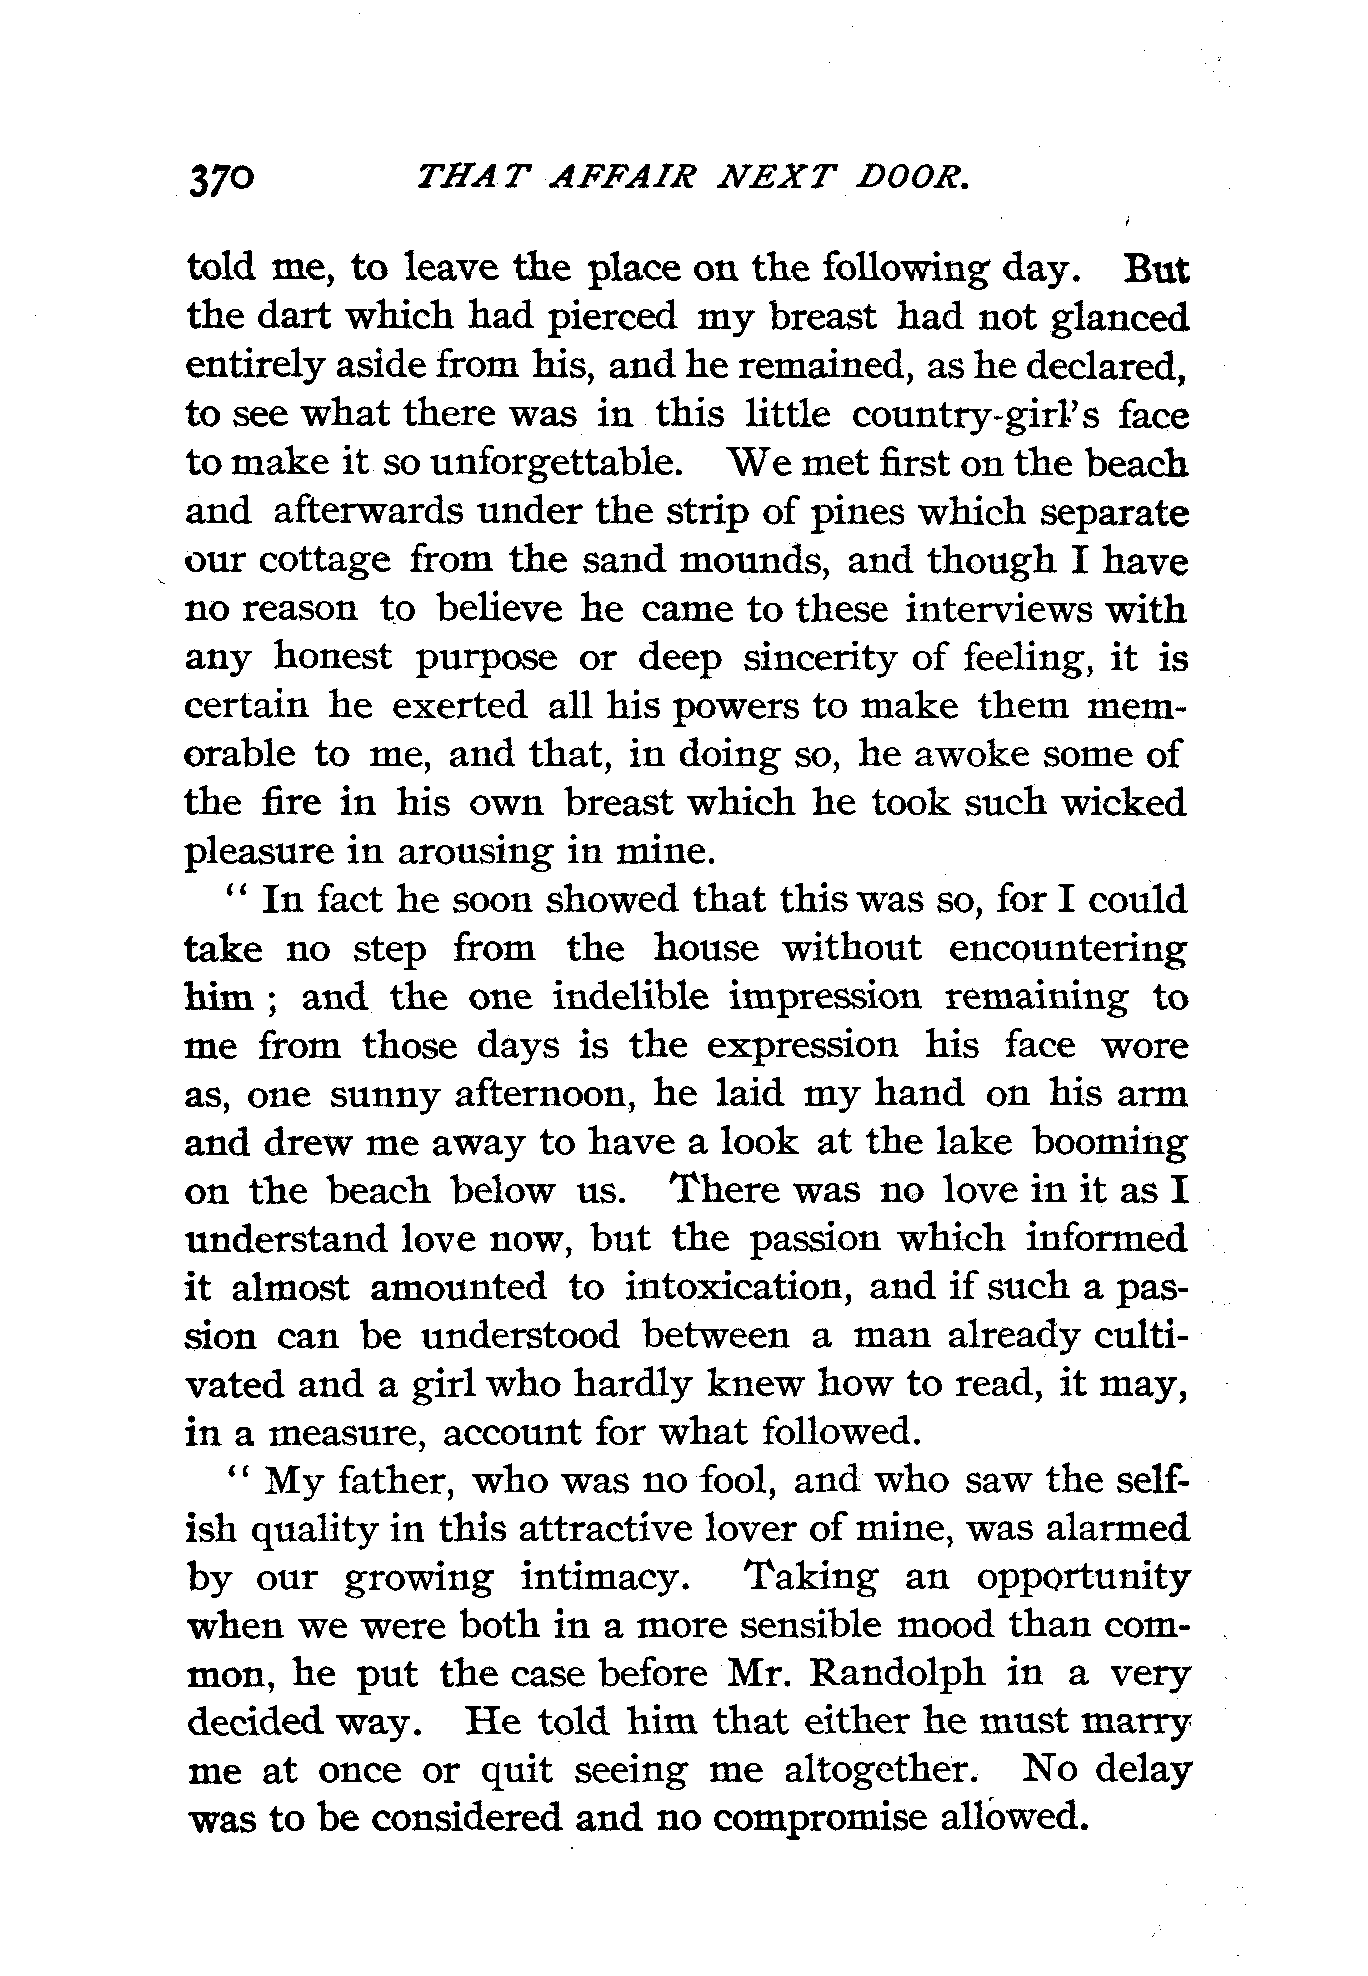 370 THAT AFFAIR NEXT DOOR.
told me, to leave the place on the following day. But
the dart which had pierced my breast had not glanced
entirely aside from his, and he remained, as he declared,
to see what there was in this little country-girl's face
to make it so unforgettable. We met first on the beach
and afterwards under the strip of pines which separate
our cottage from the sand mounds, and though I have
no reason to believe he came to these interviews with
any honest purpose or deep sincerity of feeling, it is
certain he exerted all his powers to make them mem-
orable to me, and that, in doing so, he awoke some of
the fire in his own breast which he took such wicked
pleasure in arousing in mine.
“ In fact he soon showed that this was so, for I could
take no step from the house without encountering
him ; and the one indelible impression remaining to
me from those days is the expression his face wore
as, one sunny afternoon, he laid my hand on his arm
and drew me away to have a look at the lake booming
on the beach below us. There was no love in it as I
understand love now, but the passion which informed
it almost amounted to intoxication, and if such a pas-
sion can be understood between a man already culti-
vated and a girl who hardly knew how to read, it may,
in a measure, account for what followed.
“ My father, who was no fool, and who saw the self-
ish quality in this attractive lover of mine, was alarmed
by our growing intimacy. Taking an opportunity
when we were both in a more sensible mood than com-
mon, he put the case before Mr. Randolph in a very
decided way. He told him that either he must marry
me at once or quit seeing me altogether. No delay
was to be considered and no compromise allowed.